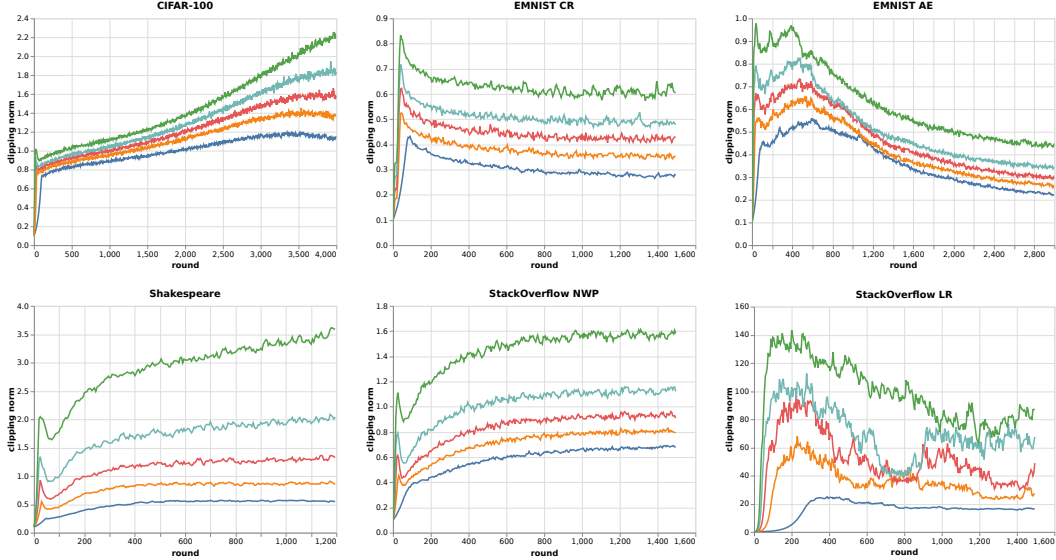 CIFAR-100
clipping norm
2.4
2.2
2.0
1.8
1.6
1.4
1.2
1.0
0.8
0.6
0.4
0.2
0.0
0 500 1,000 1,500 2,000 2,500 3,000 3,500 4,000
round
EMNIST CR
clipping norm
0.9
0.8
0.7
0.6
0.5
0.4
0.3
0.2
0.1
0.0
0 200 400 600 800 1,000 1,200 1,400 1,600
round
EMNIST AE
clipping norm
1.0
0.9
0.8
0.7
0.6
0.5
0.4
0.3
0.2
0.1
0.0
0 400 800 1,200 1,600 2,000 2,400 2,800
round
Shakespeare
clipping norm
4.0
3.5
3.0
2.5
2.0
1.5
1.0
0.5
0.0
0 200 400 600 800 1,000 1,200
round
StackOverflow NWP
clipping norm
1.8
1.6
1.4
1.2
1.0
0.8
0.6
0.4
0.2
0.0
0 200 400 600 800 1,000 1,200 1,400 1,600
round
StackOverflow LR
clipping norm
160
140
120
100
80
60
40
20
0
0 200 400 600 800 1,000 1,200 1,400 1,600
round